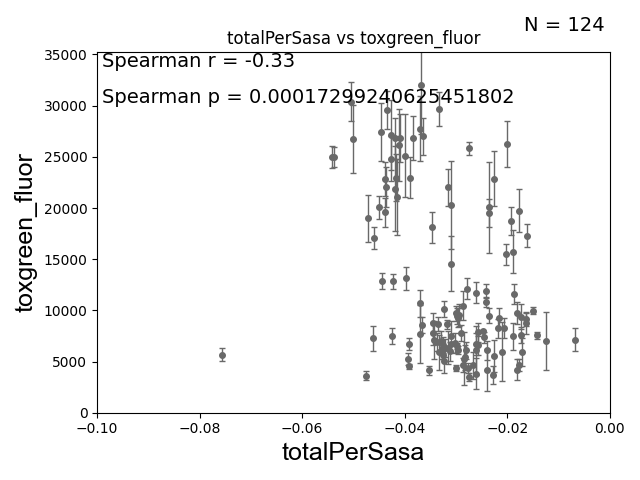 N = 124
totalPerSasa vs toxgreen_fluor
Spearman r = -0.33
Spearman p = 0.00017299240625451802
35000
30000
25000
20000
15000
10000
5000
0
toxgreen_fluor
−0.10 −0.08 −0.06 −0.04 −0.02 0.00
totalPerSasa